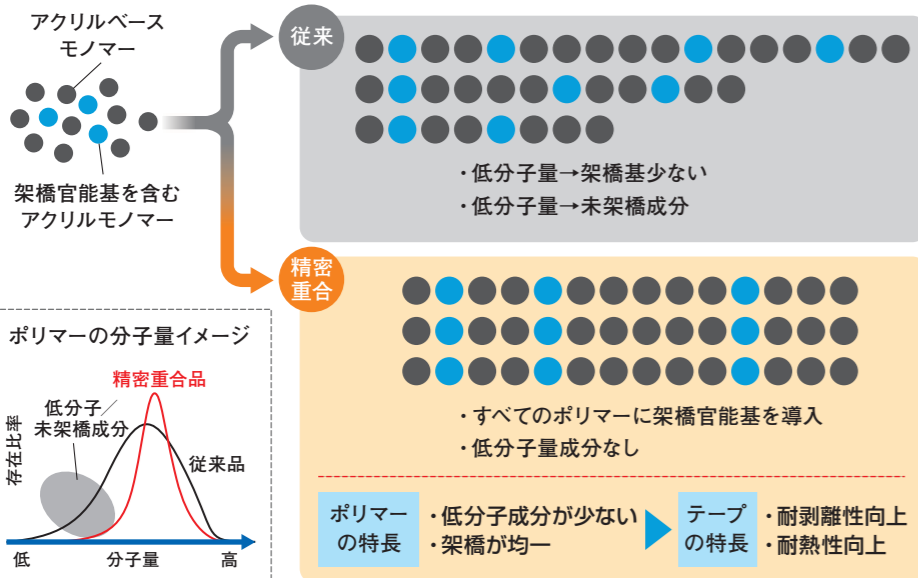 アクリルベース
モノマー
架橋官能基を含む
アクリルモノマー
従来
・低分子量→架橋基少ない
・低分子量→未架橋成分
精密
重合
・すべてのポリマーに架橋官能基を導入
・低分子量成分なし
ポリマー
の特長
・低分子成分が少ない
・架橋が均一
テープ
の特長
・耐剥離性向上
・耐熱性向上
ポリマーの分子量イメージ
精密重合品
低分子
未架橋成分
従来品
存在比率
低
分子量
高